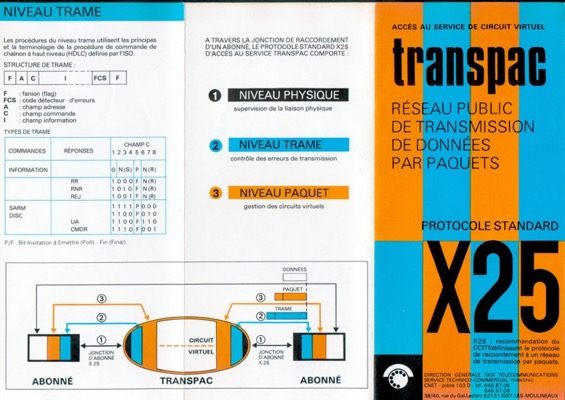 NIVEAU TRAME
Les procédures du niveau trame utilisent les principes
et la terminologie de la procédure de commande de
chaînon à haut niveau (HDLC) définie par l'ISO.
STRUCTURE DE TRAME :
F A C I FCS F
F : fanion (flag)
FCS : code détecteur d'erreurs
A : champ adresse
C : champ commande
I : champ information
TYPES DE TRAME
COMMANDES RÉPONSES CHAMP C
1 2 3 4 5 6 7 8
INFORMATION 0 N(S) P N(R)
RR 1 0 0 0 F N(R)
RNR 1 0 1 0 F N(R)
REJ 1 0 0 1 F N(R)
SARM 1 1 1 1 P 0 0 0
DISC 1 1 0 0 P 0 1 0
UA 1 1 0 0 F 1 1 0
CMDR 1 1 1 0 F 0 0 1
P/F : Bit Invitation à Emettre (Poll) - Fin (Final).
A TRAVERS LA JONCTION DE RACCORDEMENT
D'UN ABONNÉ, LE PROTOCOLE STANDARD X25
D'ACCÈS AU SERVICE TRANSPAC COMPORTE :
1 NIVEAU PHYSIQUE
supervision de la liaison physique
2 NIVEAU TRAME
contrôle des erreurs de transmission
3 NIVEAU PAQUET
gestion des circuits virtuels
DONNÉES
3 PAQUET
2 TRAME
3
2
1
1
CIRCUIT
VIRTUEL
JONCTION
D'ABONNÉ
X 25
JONCTION
D'ABONNÉ
X 25
ABONNÉ
TRANSPAC
ABONNÉ
ACCÈS AU SERVICE DE CIRCUIT VIRTUEL
transpac
RÉSEAU PUBLIC
DE TRANSMISSION
DE DONNÉES
PAR PAQUETS
PROTOCOLE STANDARD
X25
X25 : recommandation du
CCITT définissant le protocole
de raccordement à un réseau
de transmission par paquets.
DIRECTION GENERALE DES TELECOMMUNICATIONS
SERVICE TECHNICO-COMMERCIAL TRANSPAC
CNET - pièce 103 D - tél.
38/40, rue du Gal-Leclerc 92131 ISSY-LES-MOULINEAUX